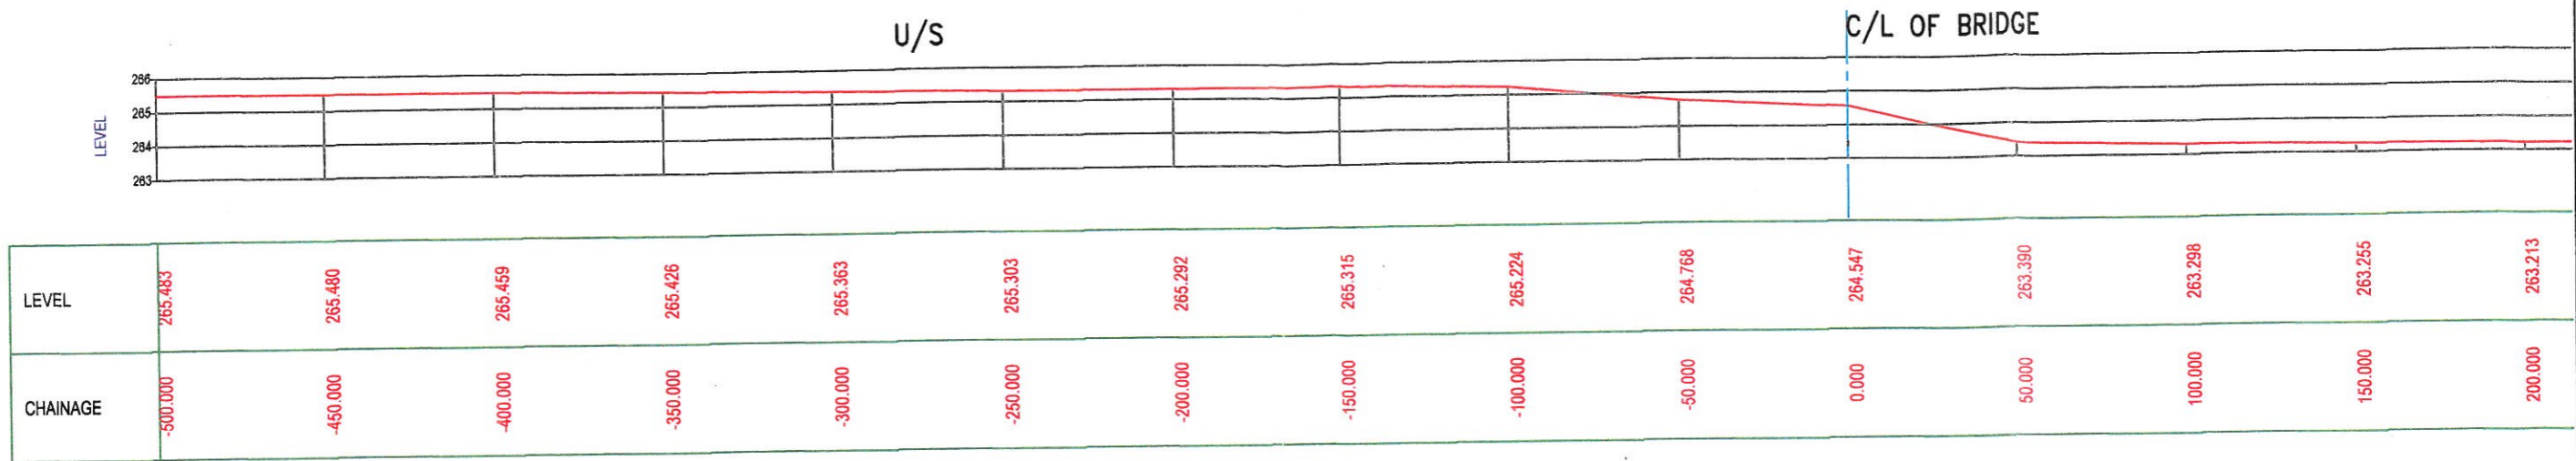 U/S
C/L OF BRIDGE
LEVEL
266
265
264
263
LEVEL 265.483 265.480 265.459 265.426 265.363 265.303 265.292 265.315 265.224 264.768 264.547 263.390 263.298 263.255 263.213
CHAINAGE -500.000 -450.000 -400.000 -350.000 -300.000 -250.000 -200.000 -150.000 -100.000 -50.000 0.000 50.000 100.000 150.000 200.000